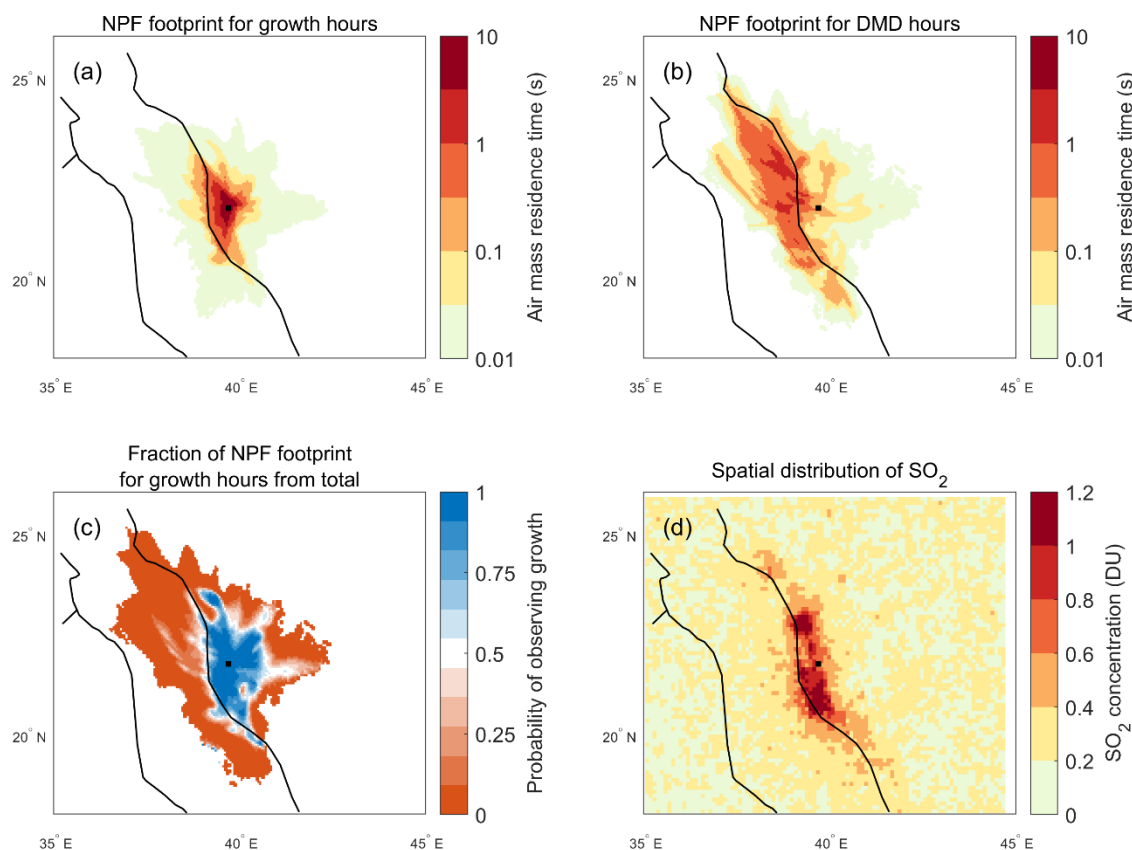 NPF footprint for growth hours
(a)
25° N
20° N
35° E
40° E
45° E
10
1
0.1
0.01
Air mass residence time (s)
NPF footprint for DMD hours
(b)
25° N
20° N
35° E
40° E
45° E
10
1
0.1
0.01
Air mass residence time (s)
Fraction of NPF footprint
for growth hours from total
(c)
25° N
20° N
35° E
40° E
45° E
1
0.75
0.5
0.25
0
Probability of observing growth
Spatial distribution of SO₂
(d)
25° N
20° N
35° E
40° E
45° E
1.2
1
0.8
0.6
0.4
0.2
0
SO₂ concentration (DU)